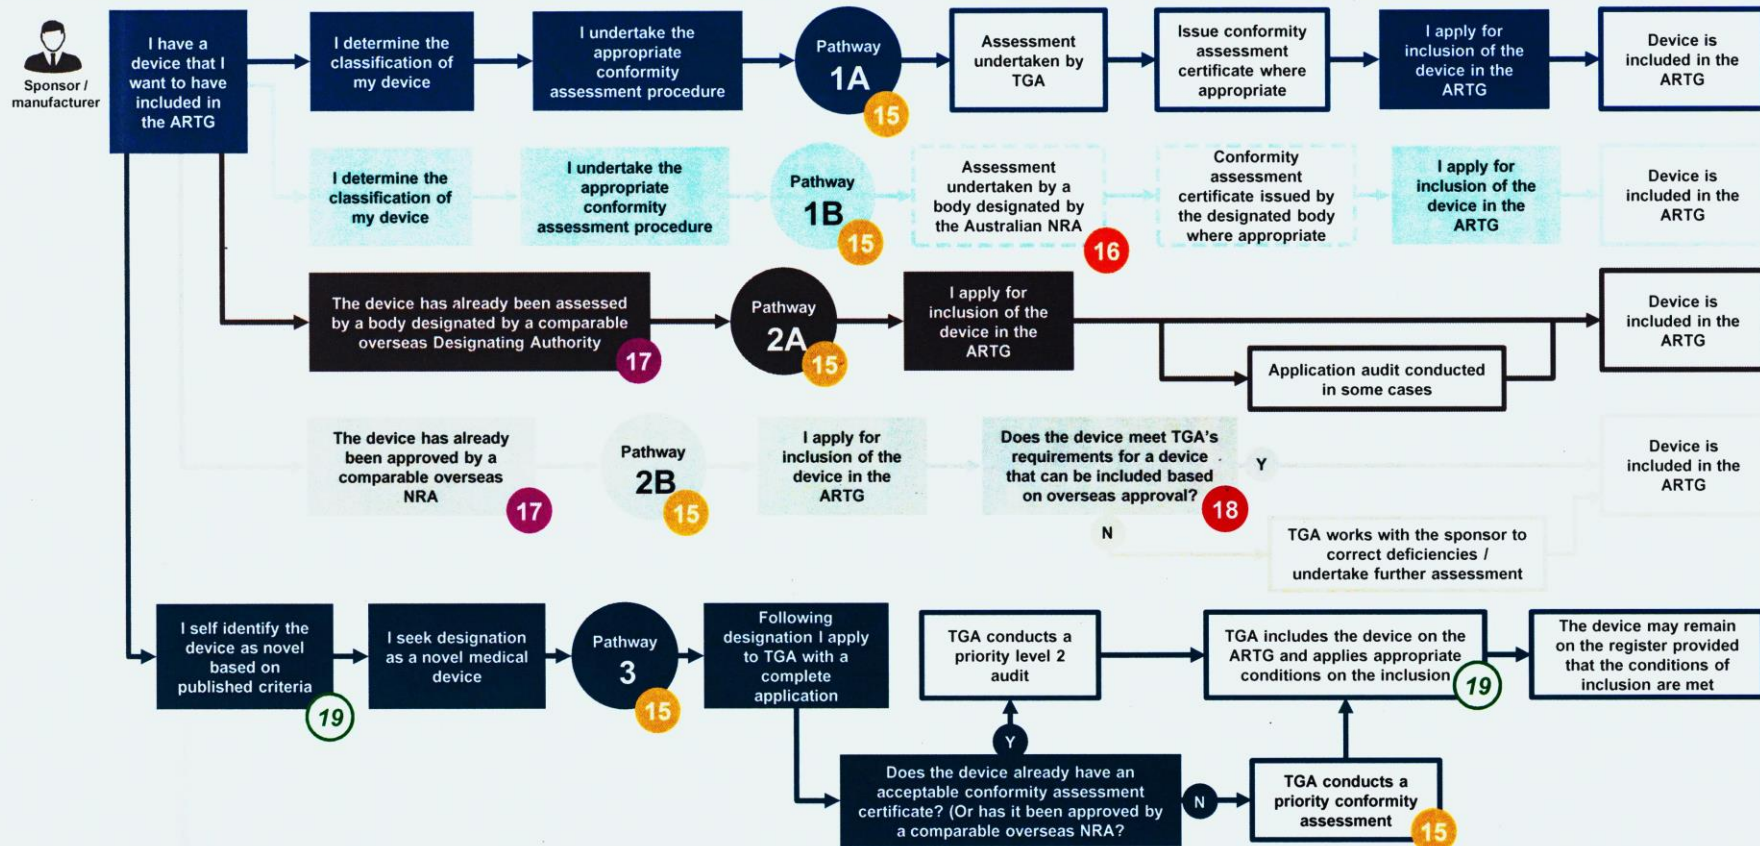 Sponsor /
manufacturer
I have a
device that I
want to have
included in
the ARTG
I determine the
classification of
my device
I undertake the
appropriate
conformity
assessment procedure
Pathway
1A
15
Assessment
undertaken by
TGA
Issue conformity
assessment
certificate where
appropriate
I apply for
inclusion of the
device in the
ARTG
Device is
included in the
ARTG
I determine the
classification of
my device
I undertake the
appropriate
conformity
assessment procedure
Pathway
1B
15
Assessment
undertaken by a
body designated by
the Australian NRA
16
Conformity
assessment
certificate issued by
the designated body
where appropriate
I apply for
inclusion of the
device in the
ARTG
Device is
included in the
ARTG
The device has already been assessed
by a body designated by a comparable
overseas Designating Authority
17
Pathway
2A
15
I apply for
inclusion of the
device in the
ARTG
Application audit conducted
in some cases
Device is
included in the
ARTG
The device has already
been approved by a
comparable overseas
NRA
17
Pathway
2B
15
I apply for
inclusion of the
device in the
ARTG
Does the device meet TGA's
requirements for a device
that can be included based
on overseas approval?
18
Y
N
TGA works with the sponsor to
correct deficiencies /
undertake further assessment
Device is
included in the
ARTG
I self identify the
device as novel
based on
published criteria
19
I seek designation
as a novel medical
device
Pathway
3
15
Following
designation I apply
to TGA with a
complete
application
Does the device already have an
acceptable conformity assessment
certificate? (Or has it been approved by
a comparable overseas NRA?
Y
N
TGA conducts a
priority level 2
audit
TGA conducts a
priority conformity
assessment
15
TGA includes the device on the
ARTG and applies appropriate
conditions on the inclusion
19
The device may remain
on the register provided
that the conditions of
inclusion are met